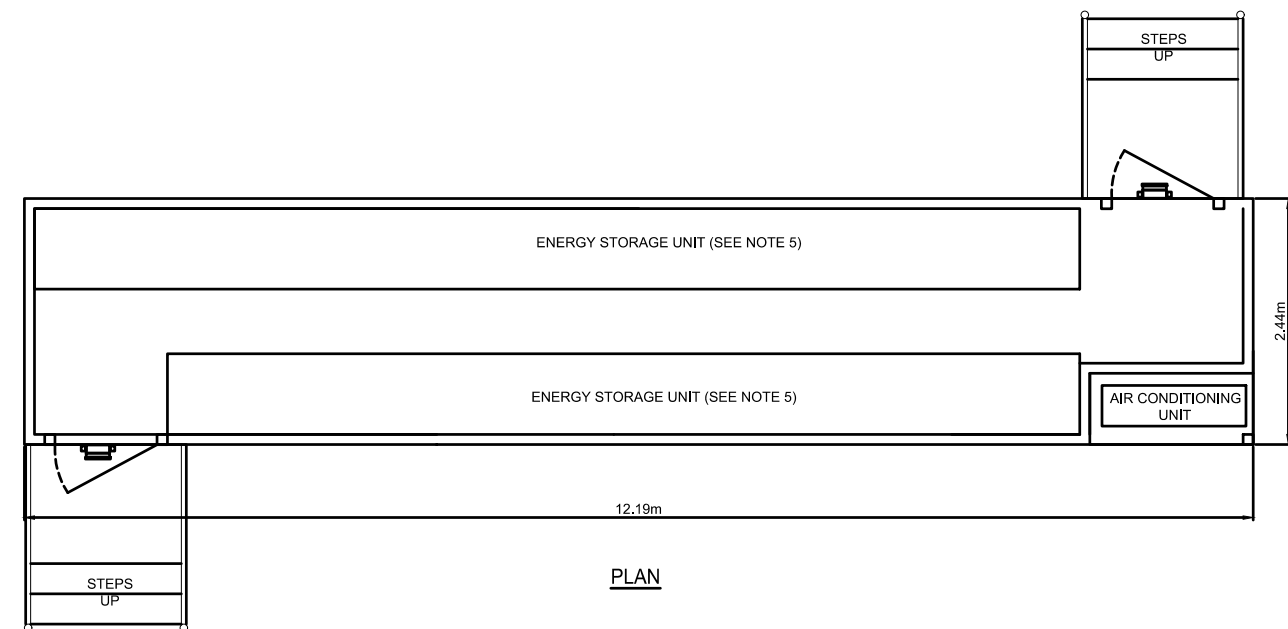 STEPS
UP
ENERGY STORAGE UNIT (SEE NOTE 5)
2.44m
ENERGY STORAGE UNIT (SEE NOTE 5)
AIR CONDITIONING
UNIT
12.19m
PLAN
STEPS
UP